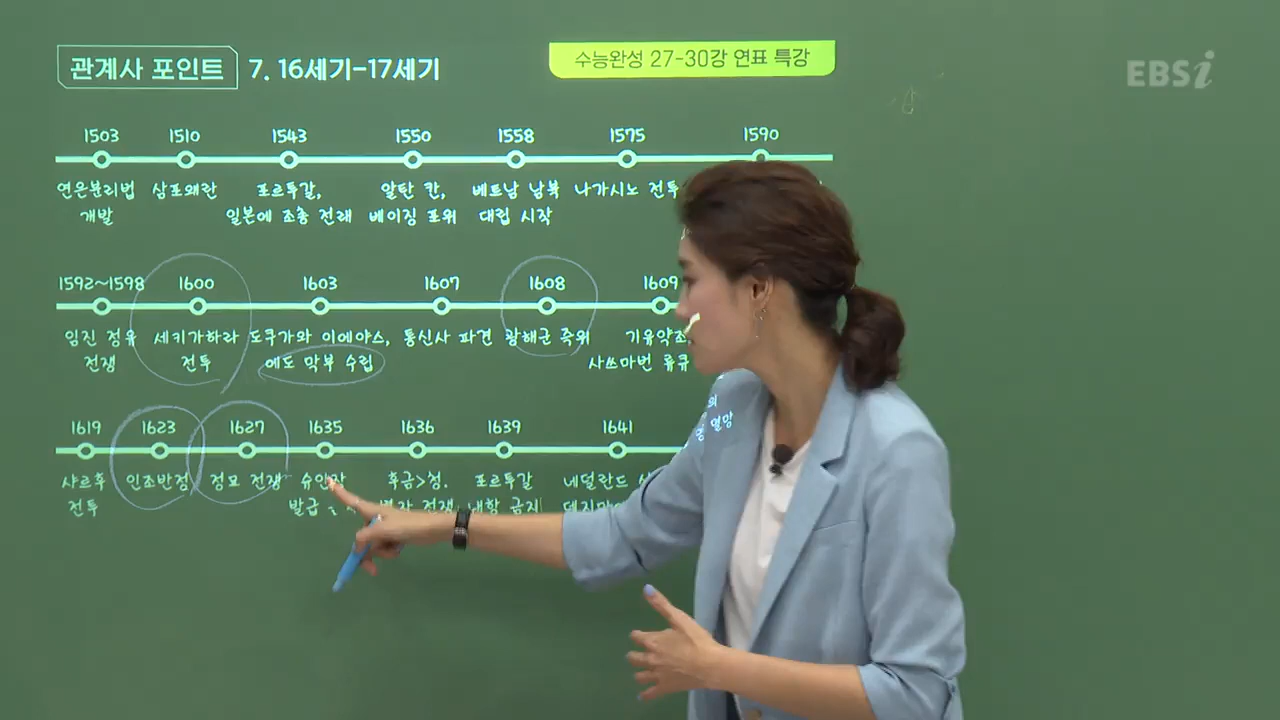 관계사 포인트 7. 16세기-17세기
수능완성 27-30강 연표 특강
EBSi
1503 1510 1543 1550 1558 1575 1590
연은분리법 삼포왜란 포르투갈, 알탄 칸, 베트남 남북 나가시노 전투
개발 일본에 조총 전래 베이징 포위 대립 시작
1592~1598 1600 1603 1607 1608 1609
임진 정유 세키가하라 도쿠가와 이에야스, 통신사 파견 광해군 즉위 기유약조
전쟁 전투 에도 막부 수립 사쓰마번 류큐
1619 1623 1627 1635 1636 1639 1641
사르후 인조반정 정묘 전쟁 후금>청. 포르투갈 네덜란드
전투 발급 전쟁 내항 금지